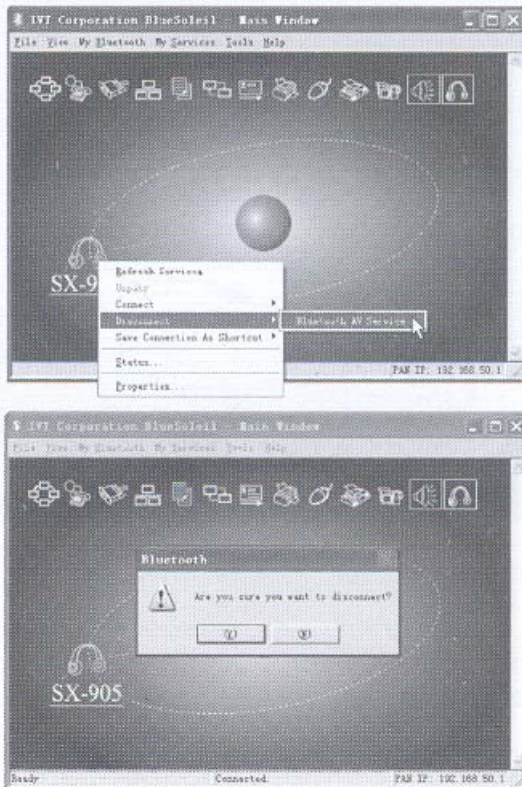 IVT Corporation BlueSoleil - Main Window
File View My Bluetooth My Services Tools Help
SX-9
Refresh Services
Unpair
Connect
Disconnect
Bluetooth AV Service
Save Connection As Shortcut
Status...
Properties...
PAN IP: 192.168.50.1
IVT Corporation BlueSoleil - Main Window
File View My Bluetooth My Services Tools Help
Bluetooth
Are you sure you want to disconnect?
(Y)
(N)
SX-905
Ready Connected PAN IP: 192.168.50.1